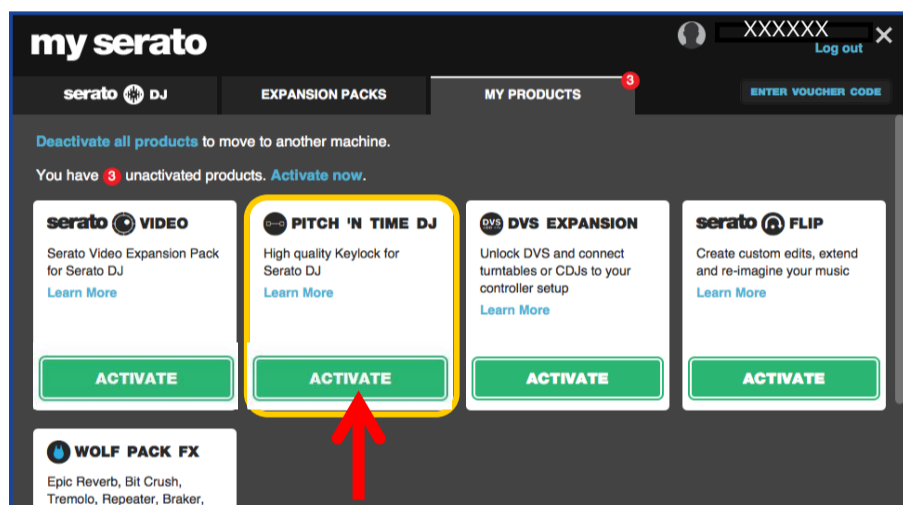 my serato
XXXXXX
Log out
serato DJ
EXPANSION PACKS
MY PRODUCTS
3
ENTER VOUCHER CODE
Deactivate all products to move to another machine.
You have 3 unactivated products. Activate now.
serato VIDEO
Serato Video Expansion Pack
for Serato DJ
Learn More
ACTIVATE
PITCH 'N TIME DJ
High quality Keylock for
Serato DJ
Learn More
ACTIVATE
DVS DVS EXPANSION
Unlock DVS and connect
turntables or CDJs to your
controller setup
Learn More
ACTIVATE
serato FLIP
Create custom edits, extend
and re-imagine your music
Learn More
ACTIVATE
WOLF PACK FX
Epic Reverb, Bit Crush,
Tremolo, Repeater, Braker,